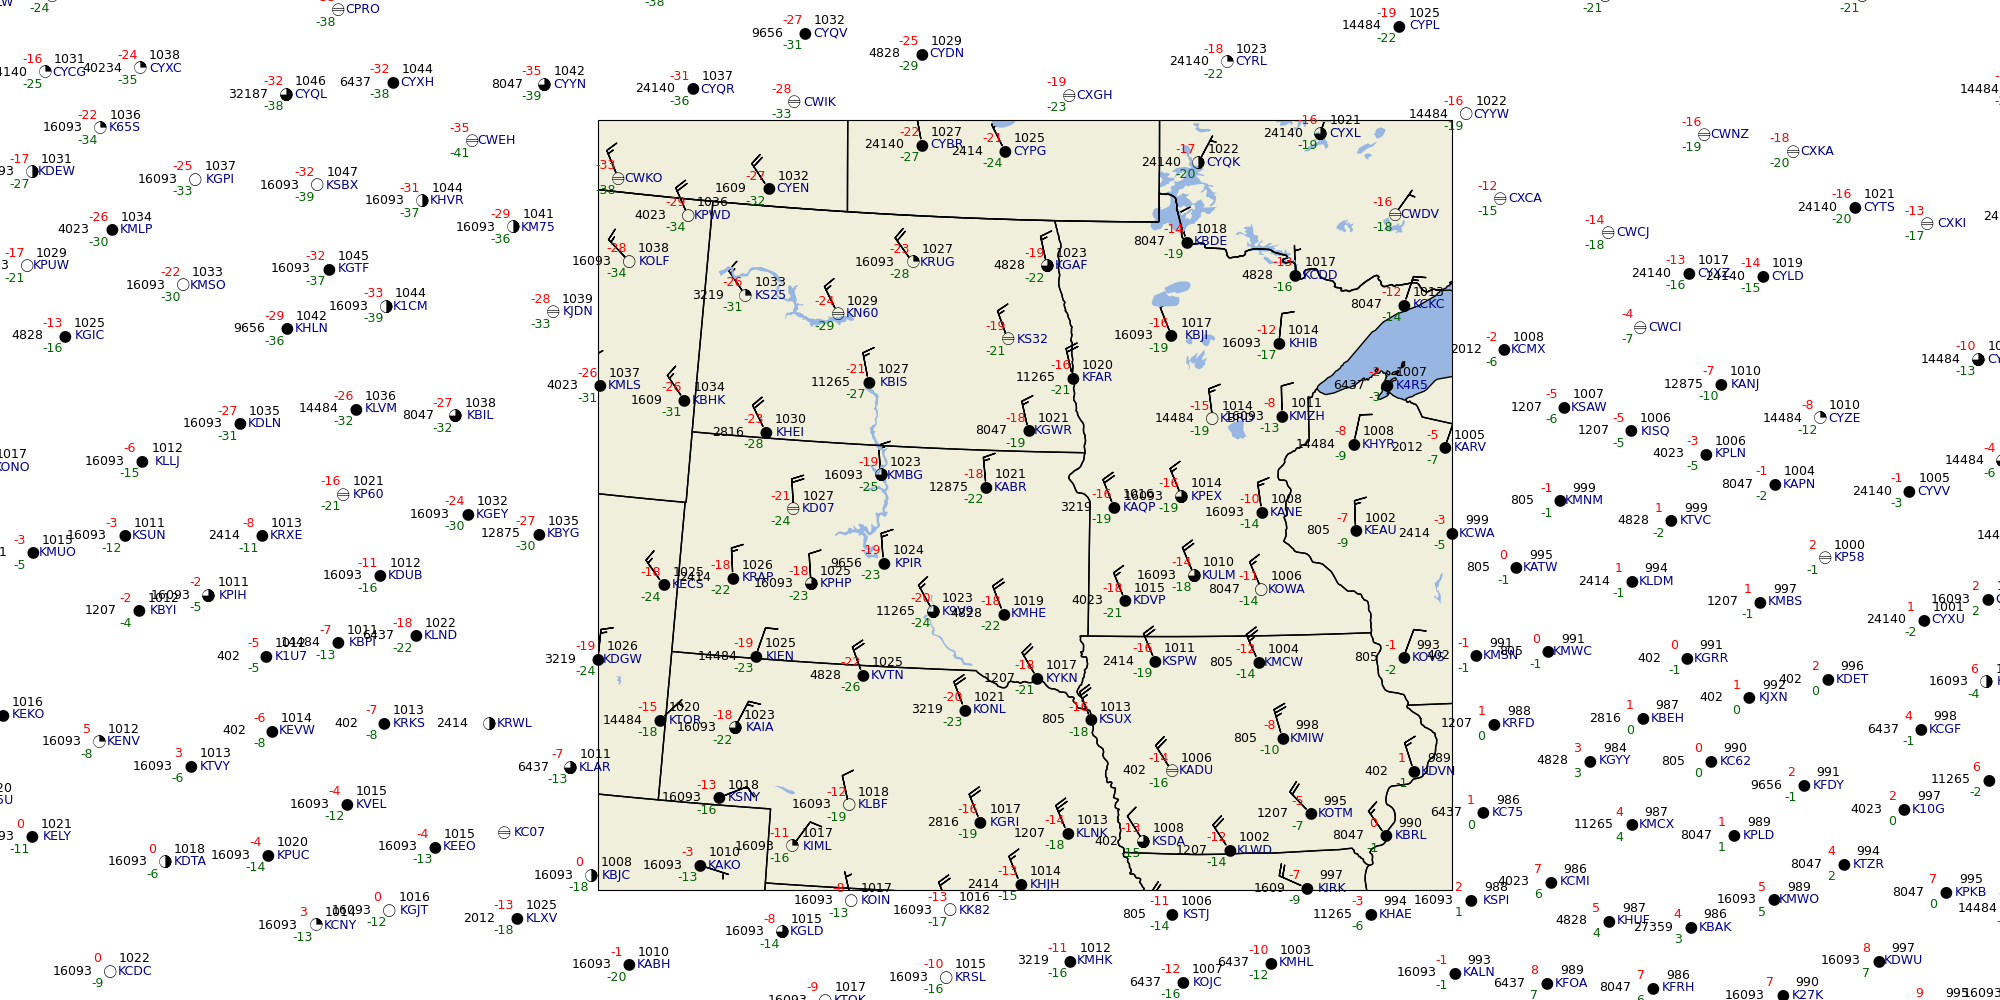 -24
-38 CPRO
-38
-27 1032 9656 CYQV -31
-25 1029 4828 CYDN -29
-19 1025 14484 CYPL -22
-21
-21
-16 1031 CYCG -25
-24 1038 40234 CYXC -35
-32 1046 32187 CYQL -38
-32 1044 6437 CYXH -38
-35 1042 8047 CYYN -39
-31 1037 24140 CYQR -36
-28 CWIK -33
-19 CXGH -23
-18 1023 24140 CYRL -22
-16 1022 14484 CYYW -19
14484
-22 1036 16093 K65S -34
-35 CWEH -41
-22 1027 24140 CYBR -27
-21 1025 2414 CYPG -24
-17 1022 24140 CYQK -20
-16 1021 24140 CYXL -19
-16 CWNZ -19
-18 CXKA -20
-17 1031 KDEW -27
-25 1037 16093 KGPI -33
-32 1047 16093 KSBX -39
-31 1044 16093 KHVR -37
-33 CWKO -38
-27 1032 1609 CYEN -32
-12 CXCA -15
-16 1021 24140 CYTS -20
-26 1034 4023 KMLP -30
-29 1041 16093 KM75 -36
-29 1036 4023 KPWD -34
-16 CWDV -18
-14 CWCJ -18
-13 CXKI -17
-17 1029 KPUW -21
-22 1033 16093 KMSO -30
-32 1045 16093 KGTF -37
-28 1038 16093 KOLF -34
-23 1027 16093 KRUG -28
-19 1023 4828 KGAF -22
-14 1018 8047 KBDE -19
-13 1017 4828 KCDD -16
-13 1017 24140 CYXZ -16
-14 1019 24140 CYLD -15
-33 1044 16093 K1CM -39
-28 1039 KJDN -33
-26 1033 3219 KS25 -31
-24 1029 KN60 -29
-12 1013 8047 KCKC -14
-13 1025 4828 KGIC -16
-29 1042 9656 KHLN -36
-19 KS32 -21
-16 1017 16093 KBJI -19
-12 1014 16093 KHIB -17
-2 1008 2012 KCMX -6
-4 CWCI -7
-10 14484 -13
-26 1037 4023 KMLS -31
-26 1034 1609 KBHK -31
-21 1027 11265 KBIS -27
-16 1020 11265 KFAR -21
-2 1007 6437 K4R5 -3
-7 1010 12875 KANJ -10
-27 1035 16093 KDLN -31
-26 1036 14484 KLVM -32
-27 1038 8047 KBIL -32
-23 1030 2816 KHEI -28
-18 1021 8047 KGWR -19
-15 1014 14484 KBRD -19
-8 1011 16093 KMZH -13
-8 1008 14484 KHYR -9
-5 1005 2012 KARV -7
-5 1007 1207 KSAW -6
-5 1006 1207 KISQ -5
-3 1006 4023 KPLN -5
-8 1010 14484 CYZE -12
1017 KONO
-6 1012 16093 KLLJ -15
-16 1021 KP60 -21
-24 1032 16093 KGEY -30
-19 1023 16093 KMBG -25
-18 1021 12875 KABR -22
-21 1027 KD07 -24
-16 1016 3219 KAQP -19
-16 1014 16093 KPEX -19
-10 1008 16093 KANE -14
-1 999 805 KMNM -1
-1 1004 8047 KAPN -2
-1 1005 24140 CYVV -3
14484 -6
-3 1015 KMUO -5
-3 1011 16093 KSUN -12
-8 1013 2414 KRXE -11
-27 1035 12875 KBYG -30
-7 1002 805 KEAU -9
-3 999 2414 KCWA -5
1 999 4828 KTVC -2
2 1000 KP58 -1
-11 1012 16093 KDUB -16
-18 1025 KECS -24
-18 1026 2414 KRAP -22
-18 1025 16093 KPHP -23
-19 1024 9656 KPIR -23
-14 1010 16093 KULM -18
-11 1006 8047 KOWA -14
0 995 805 KATW -1
1 994 2414 KLDM -1
-2 1012 1207 KBYI -4
-2 1011 16093 KPIH -5
-20 1023 11265 K9V9 -24
-18 1019 4828 KMHE -22
-18 1015 4023 KDVP -21
1 997 1207 KMBS -1
1 1001 24140 CYXU -2
2 16093 2
-5 1012 402 K1U7 -5
-7 1011 14484 KBPI -13
-18 1022 6437 KLND -22
-19 1026 3219 KDGW -24
-19 1025 14484 KIEN -23
-22 1025 4828 KVTN -26
-18 1017 1207 KYKN -21
-16 1011 2414 KSPW -19
-12 1004 805 KMCW -14
-1 993 805 KOVS -2
-1 991 402 KMSN -1
0 991 805 KMWC -1
0 991 402 KGRR -1
2 996 402 KDET 0
6 16093 -4
1016 KEKO
5 1012 16093 KENV -8
-6 1014 402 KEVW -8
-7 1013 402 KRKS -8
2414 KRWL
-15 1020 14484 KTOR -18
-18 1023 16093 KAIA -22
-20 1021 3219 KONL -23
-16 1013 805 KSUX -18
-8 998 805 KMIW -10
1 988 1207 KRFD 0
1 987 2816 KBEH 0
1 992 402 KJXN 0
4 998 6437 KCGF -1
3 1013 16093 KTVY -6
-7 1011 6437 KLAR -13
-14 1006 402 KADU -16
1 989 402 KDVN -1
3 984 4828 KGYY 3
0 990 805 KC62 0
2 991 9656 KFDY -1
6 11265 -2
-4 1015 16093 KVEL -12
-13 1018 16093 KSNY -16
-12 1018 16093 KLBF -19
-16 1017 2816 KGRI -19
-5 995 1207 KOTM -7
1 986 6437 KC75 0
4 987 11265 KMCX 4
2 997 4023 K10G 0
0 1021 KELY -11
0 1018 16093 KDTA -6
-4 1020 16093 KPUC -14
-4 1015 16093 KEEO -13
KC07
-11 1017 16093 KIML -16
-14 1013 1207 KLNK -18
-13 1008 402 KSDA -15
-12 1002 1207 KLWD -14
0 990 8047 KBRL -1
1 989 8047 KPLD -1
4 994 8047 KTZR 2
0 1008 16093 KBJC -18
-3 1010 16093 KAKO -13
-13 1014 2414 KHJH -15
-7 997 1609 KIRK -9
2 988 16093 KSPI 1
7 986 4023 KCMI 6
5 989 16093 KMWO 5
7 995 8047 KPKB 0
14484
3 1014 16093 KCNY -13
0 1016 16093 KGJT -12
-13 1025 2012 KLXV -18
-8 1017 16093 KOIN -13
-13 1016 16093 KK82 -17
-8 1015 16093 KGLD -14
-11 1006 805 KSTJ -14
-3 994 11265 KHAE -6
5 987 4828 KHUF 4
4 986 27359 KBAK 3
0 1022 16093 KCDC -9
-1 1010 16093 KABH -20
-10 1015 16093 KRSL -16
-11 1012 3219 KMHK -16
-12 1007 6437 KOJC -16
-10 1003 6437 KMHL -12
-1 993 16093 KALN -1
8 989 6437 KFOA 7
7 986 8047 KFRH
8 997 16093 KDWU 7
-9 1017 16093 KTQK
7 990 16093 K27K
9 995 16093